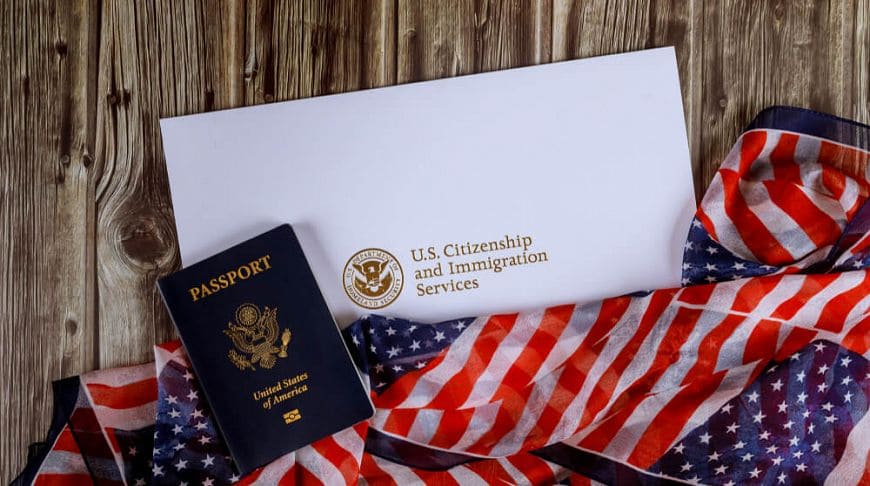 PASSPORT
United States
of America
U.S. DEPARTMENT OF
HOMELAND SECURITY
U.S. Citizenship
and Immigration
Services